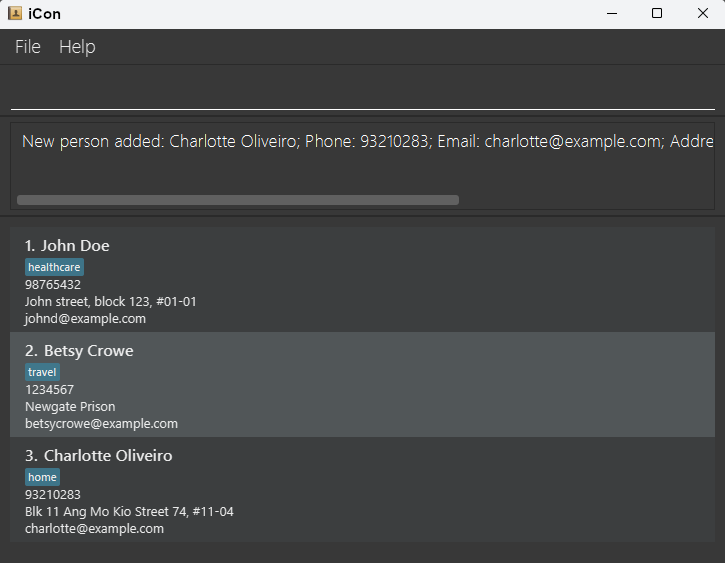 iCon
File Help
New person added: Charlotte Oliveiro; Phone: 93210283; Email: charlotte@example.com; Addre
1. John Doe
healthcare
98765432
John street, block 123, #01-01
johnd@example.com
2. Betsy Crowe
travel
1234567
Newgate Prison
betsycrowe@example.com
3. Charlotte Oliveiro
home
93210283
Blk 11 Ang Mo Kio Street 74, #11-04
charlotte@example.com